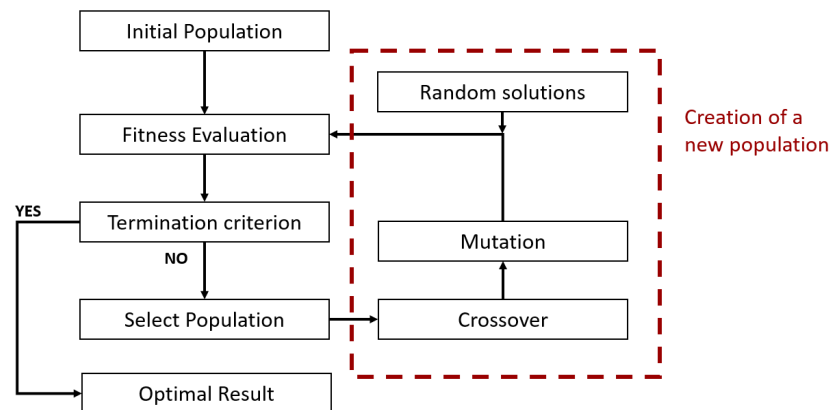 Initial Population
Random solutions
Fitness Evaluation
Creation of a
new population
YES
Termination criterion
NO
Mutation
Select Population
Crossover
Optimal Result